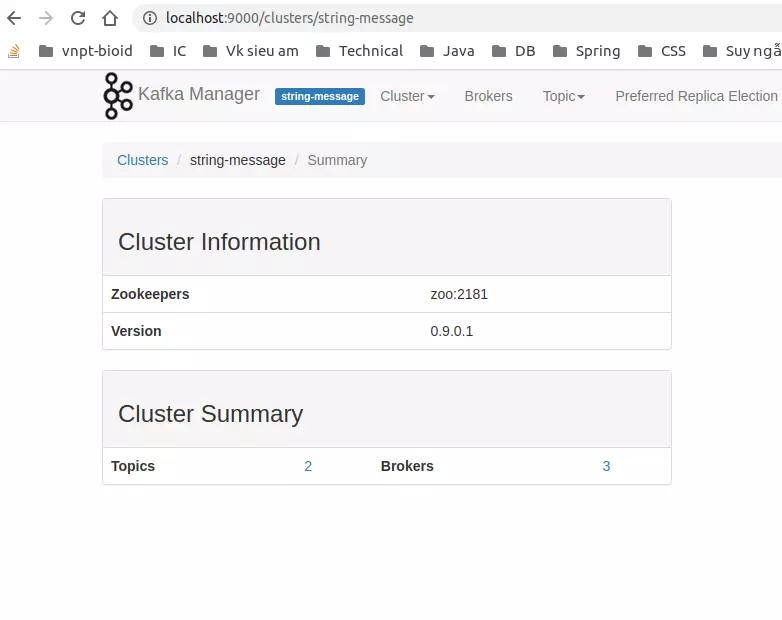 localhost:9000/clusters/string-message
vnpt-bioid IC Vk sieu am Technical Java DB Spring CSS Suy ngẫ
Kafka Manager string-message Cluster Brokers Topic Preferred Replica Election
Clusters / string-message / Summary
Cluster Information
Zookeepers zoo:2181
Version 0.9.0.1
Cluster Summary
Topics 2 Brokers 3